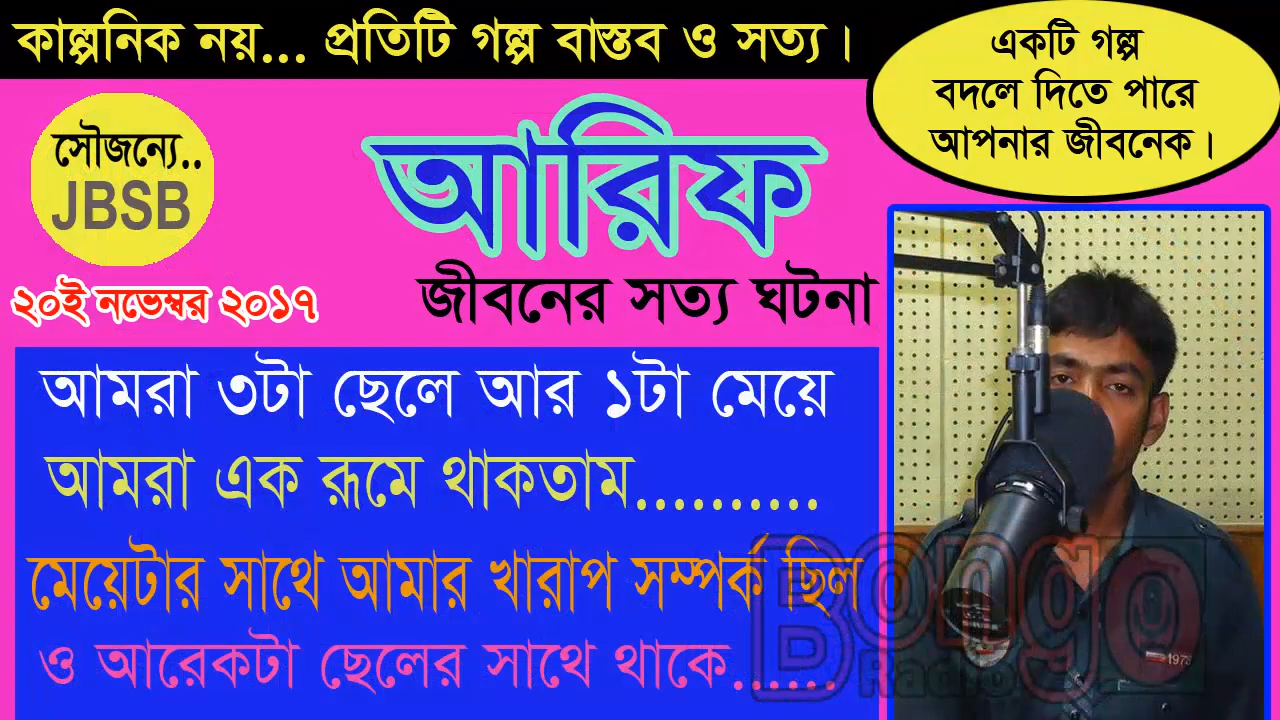 কাল্পনিক নয়... প্রতিটি গল্প বাস্তব ও সত্য।
একটি গল্প
বদলে দিতে পারে
আপনার জীবনেক।
সৌজন্যে..
JBSB
আরিফ
২০ই নভেম্বর ২০১৭
জীবনের সত্য ঘটনা
আমরা ৩টা ছেলে আর ১টা মেয়ে
আমরা এক রূমে থাকতাম..........
মেয়েটার সাথে আমার খারাপ সম্পর্ক ছিল
ও আরেকটা ছেলের সাথে থাকে......
Bongo
Radio
1973